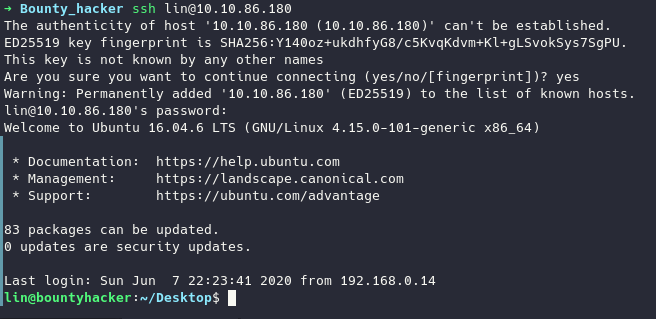 ➜ Bounty_hacker ssh lin@10.10.86.180
The authenticity of host '10.10.86.180 (10.10.86.180)' can't be established.
ED25519 key fingerprint is SHA256:Y140oz+ukdhfyG8/c5KvqKdvm+Kl+gLSvokSys7SgPU.
This key is not known by any other names
Are you sure you want to continue connecting (yes/no/[fingerprint])? yes
Warning: Permanently added '10.10.86.180' (ED25519) to the list of known hosts.
lin@10.10.86.180's password:
Welcome to Ubuntu 16.04.6 LTS (GNU/Linux 4.15.0-101-generic x86_64)
* Documentation: https://help.ubuntu.com
* Management: https://landscape.canonical.com
* Support: https://ubuntu.com/advantage
83 packages can be updated.
0 updates are security updates.
Last login: Sun Jun 7 22:23:41 2020 from 192.168.0.14
lin@bountyhacker:~/Desktop$